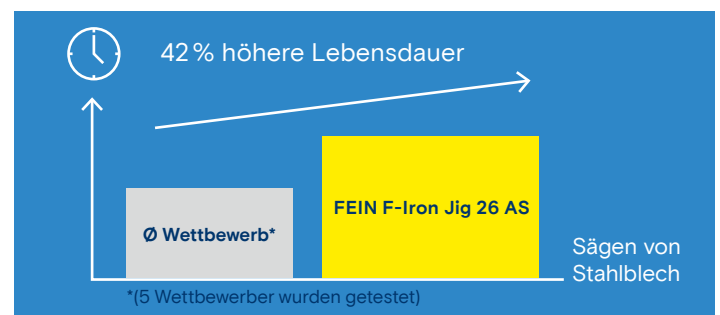 42 % höhere Lebensdauer
FEIN F-Iron Jig 26 AS
Ø Wettbewerb*
Sägen von
Stahlblech
*(5 Wettbewerber wurden getestet)